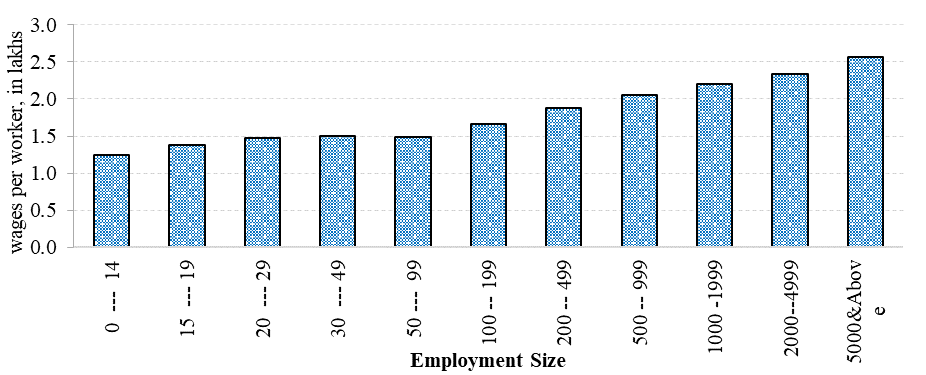 wages per worker, in lakhs
3.0
2.5
2.0
1.5
1.0
0.5
0.0
0 --- 14
15 --- 19
20 --- 29
30 --- 49
50 --- 99
100 -- 199
200 -- 499
500 -- 999
1000 -1999
2000--4999
5000&Abov
e
Employment Size